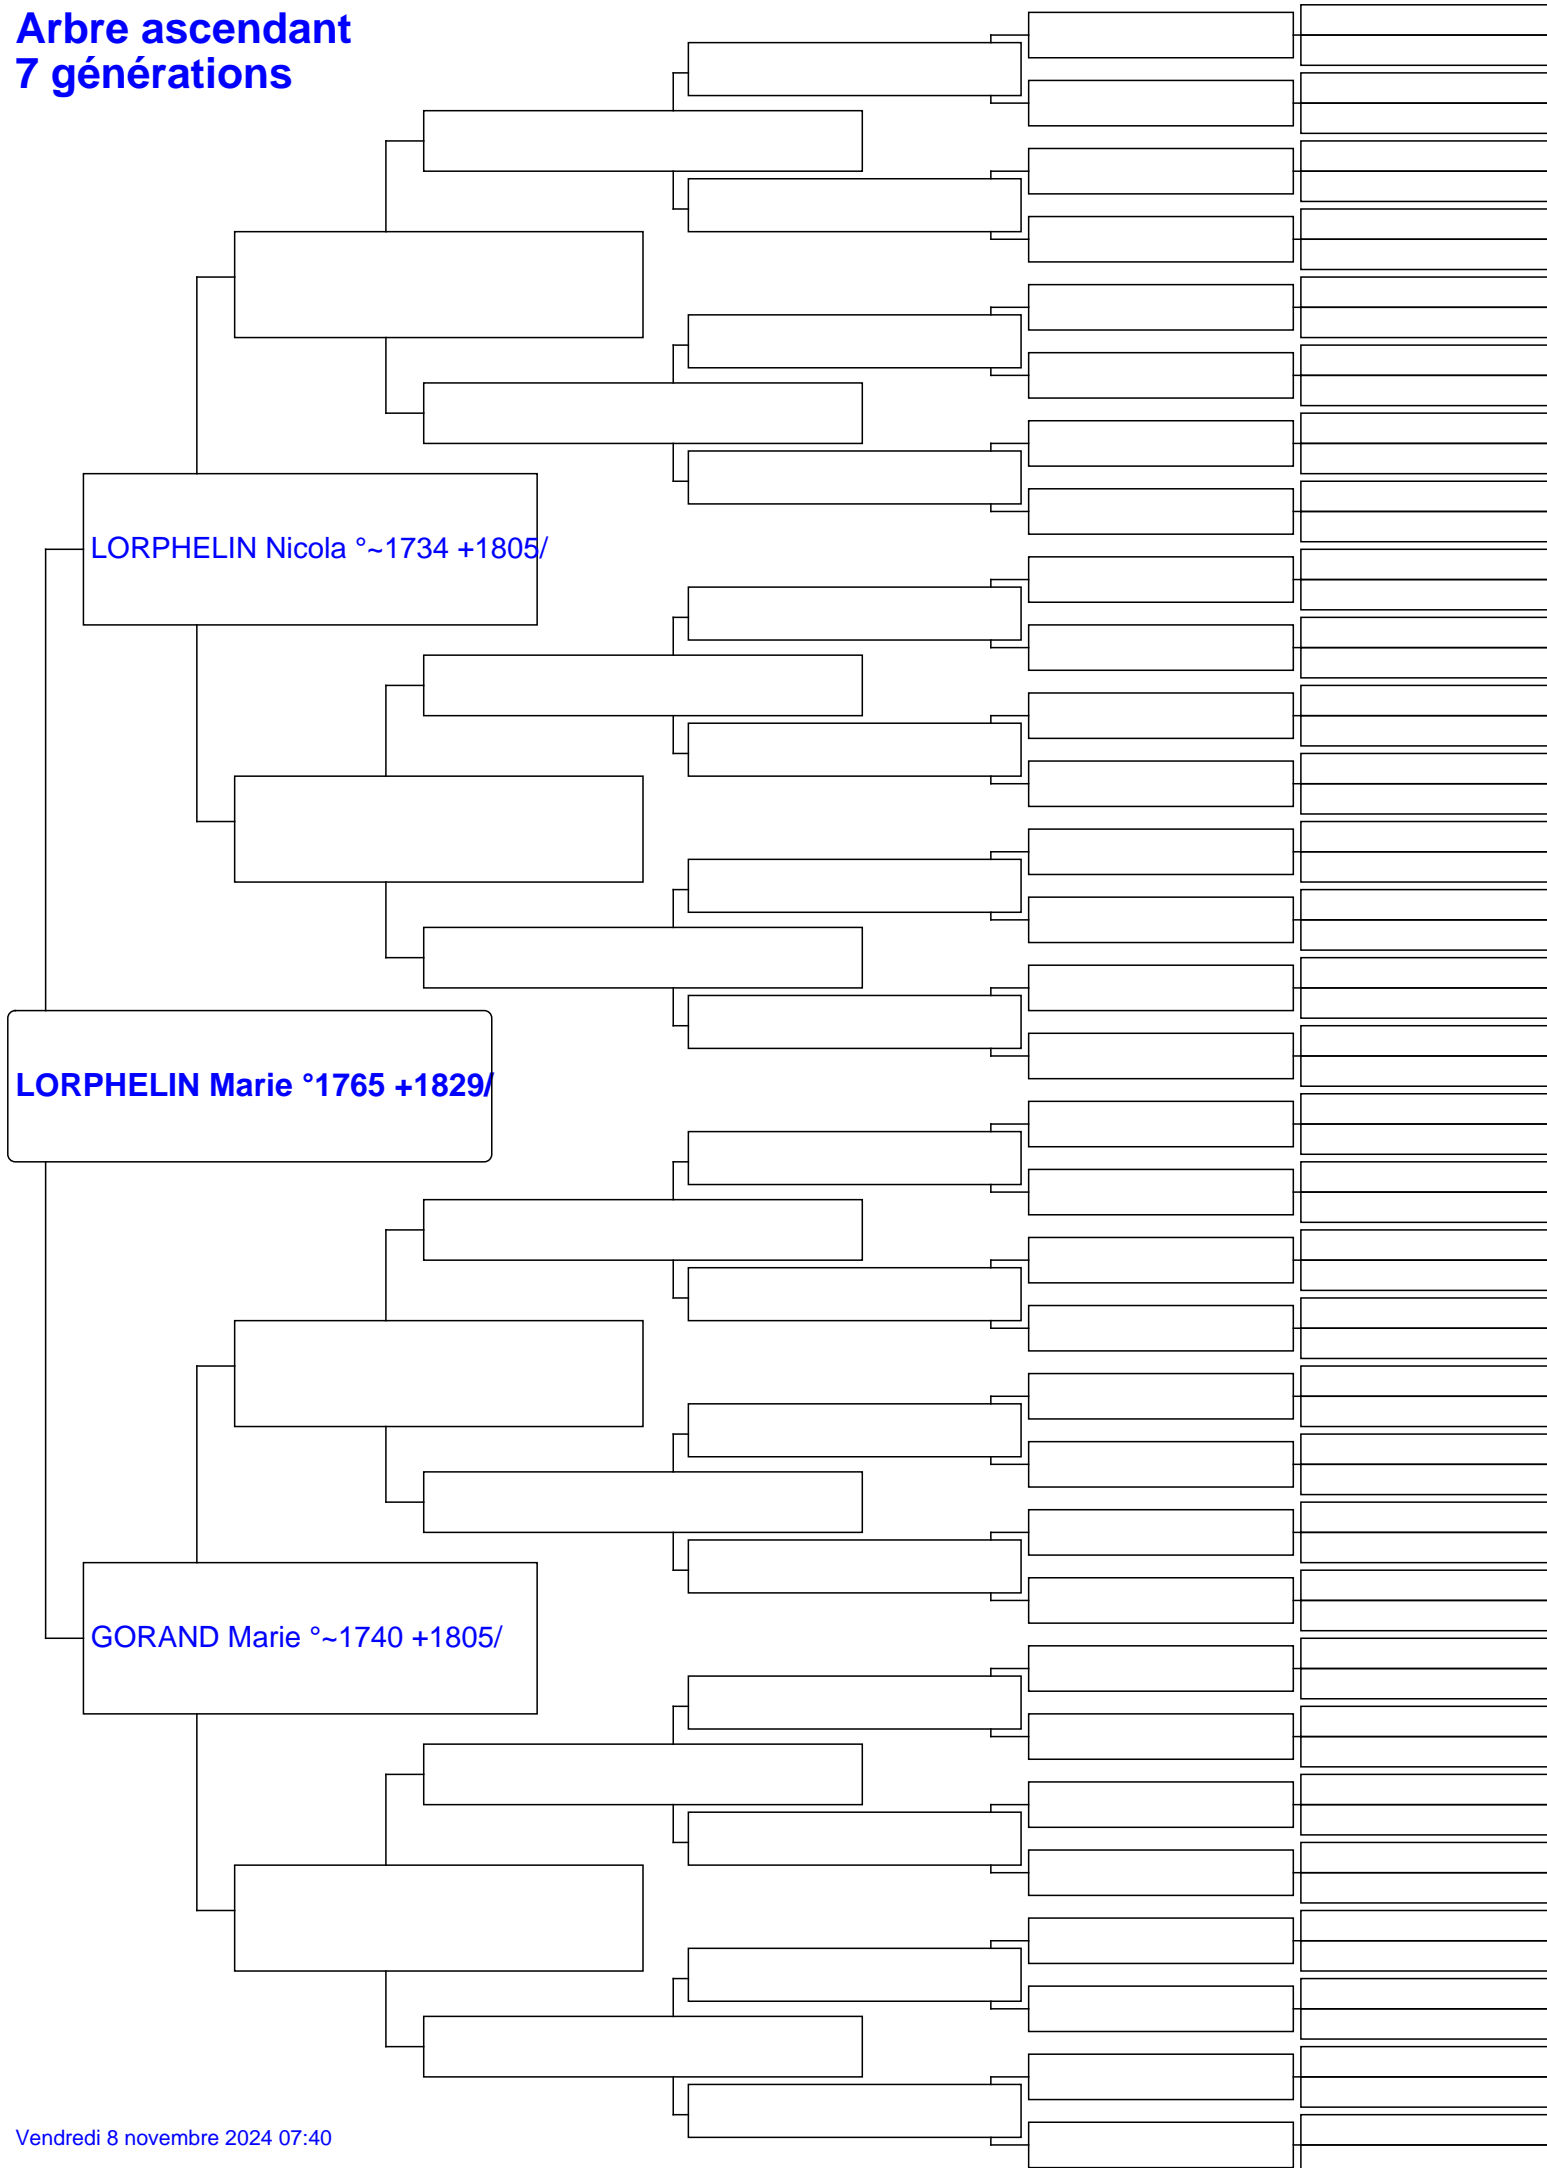 Arbre ascendant
7 générations
LORPHELIN Nicola °~1734 +1805/
LORPHELIN Marie °1765 +1829/
GORAND Marie °~1740 +1805/
Vendredi 8 novembre 2024 07:40